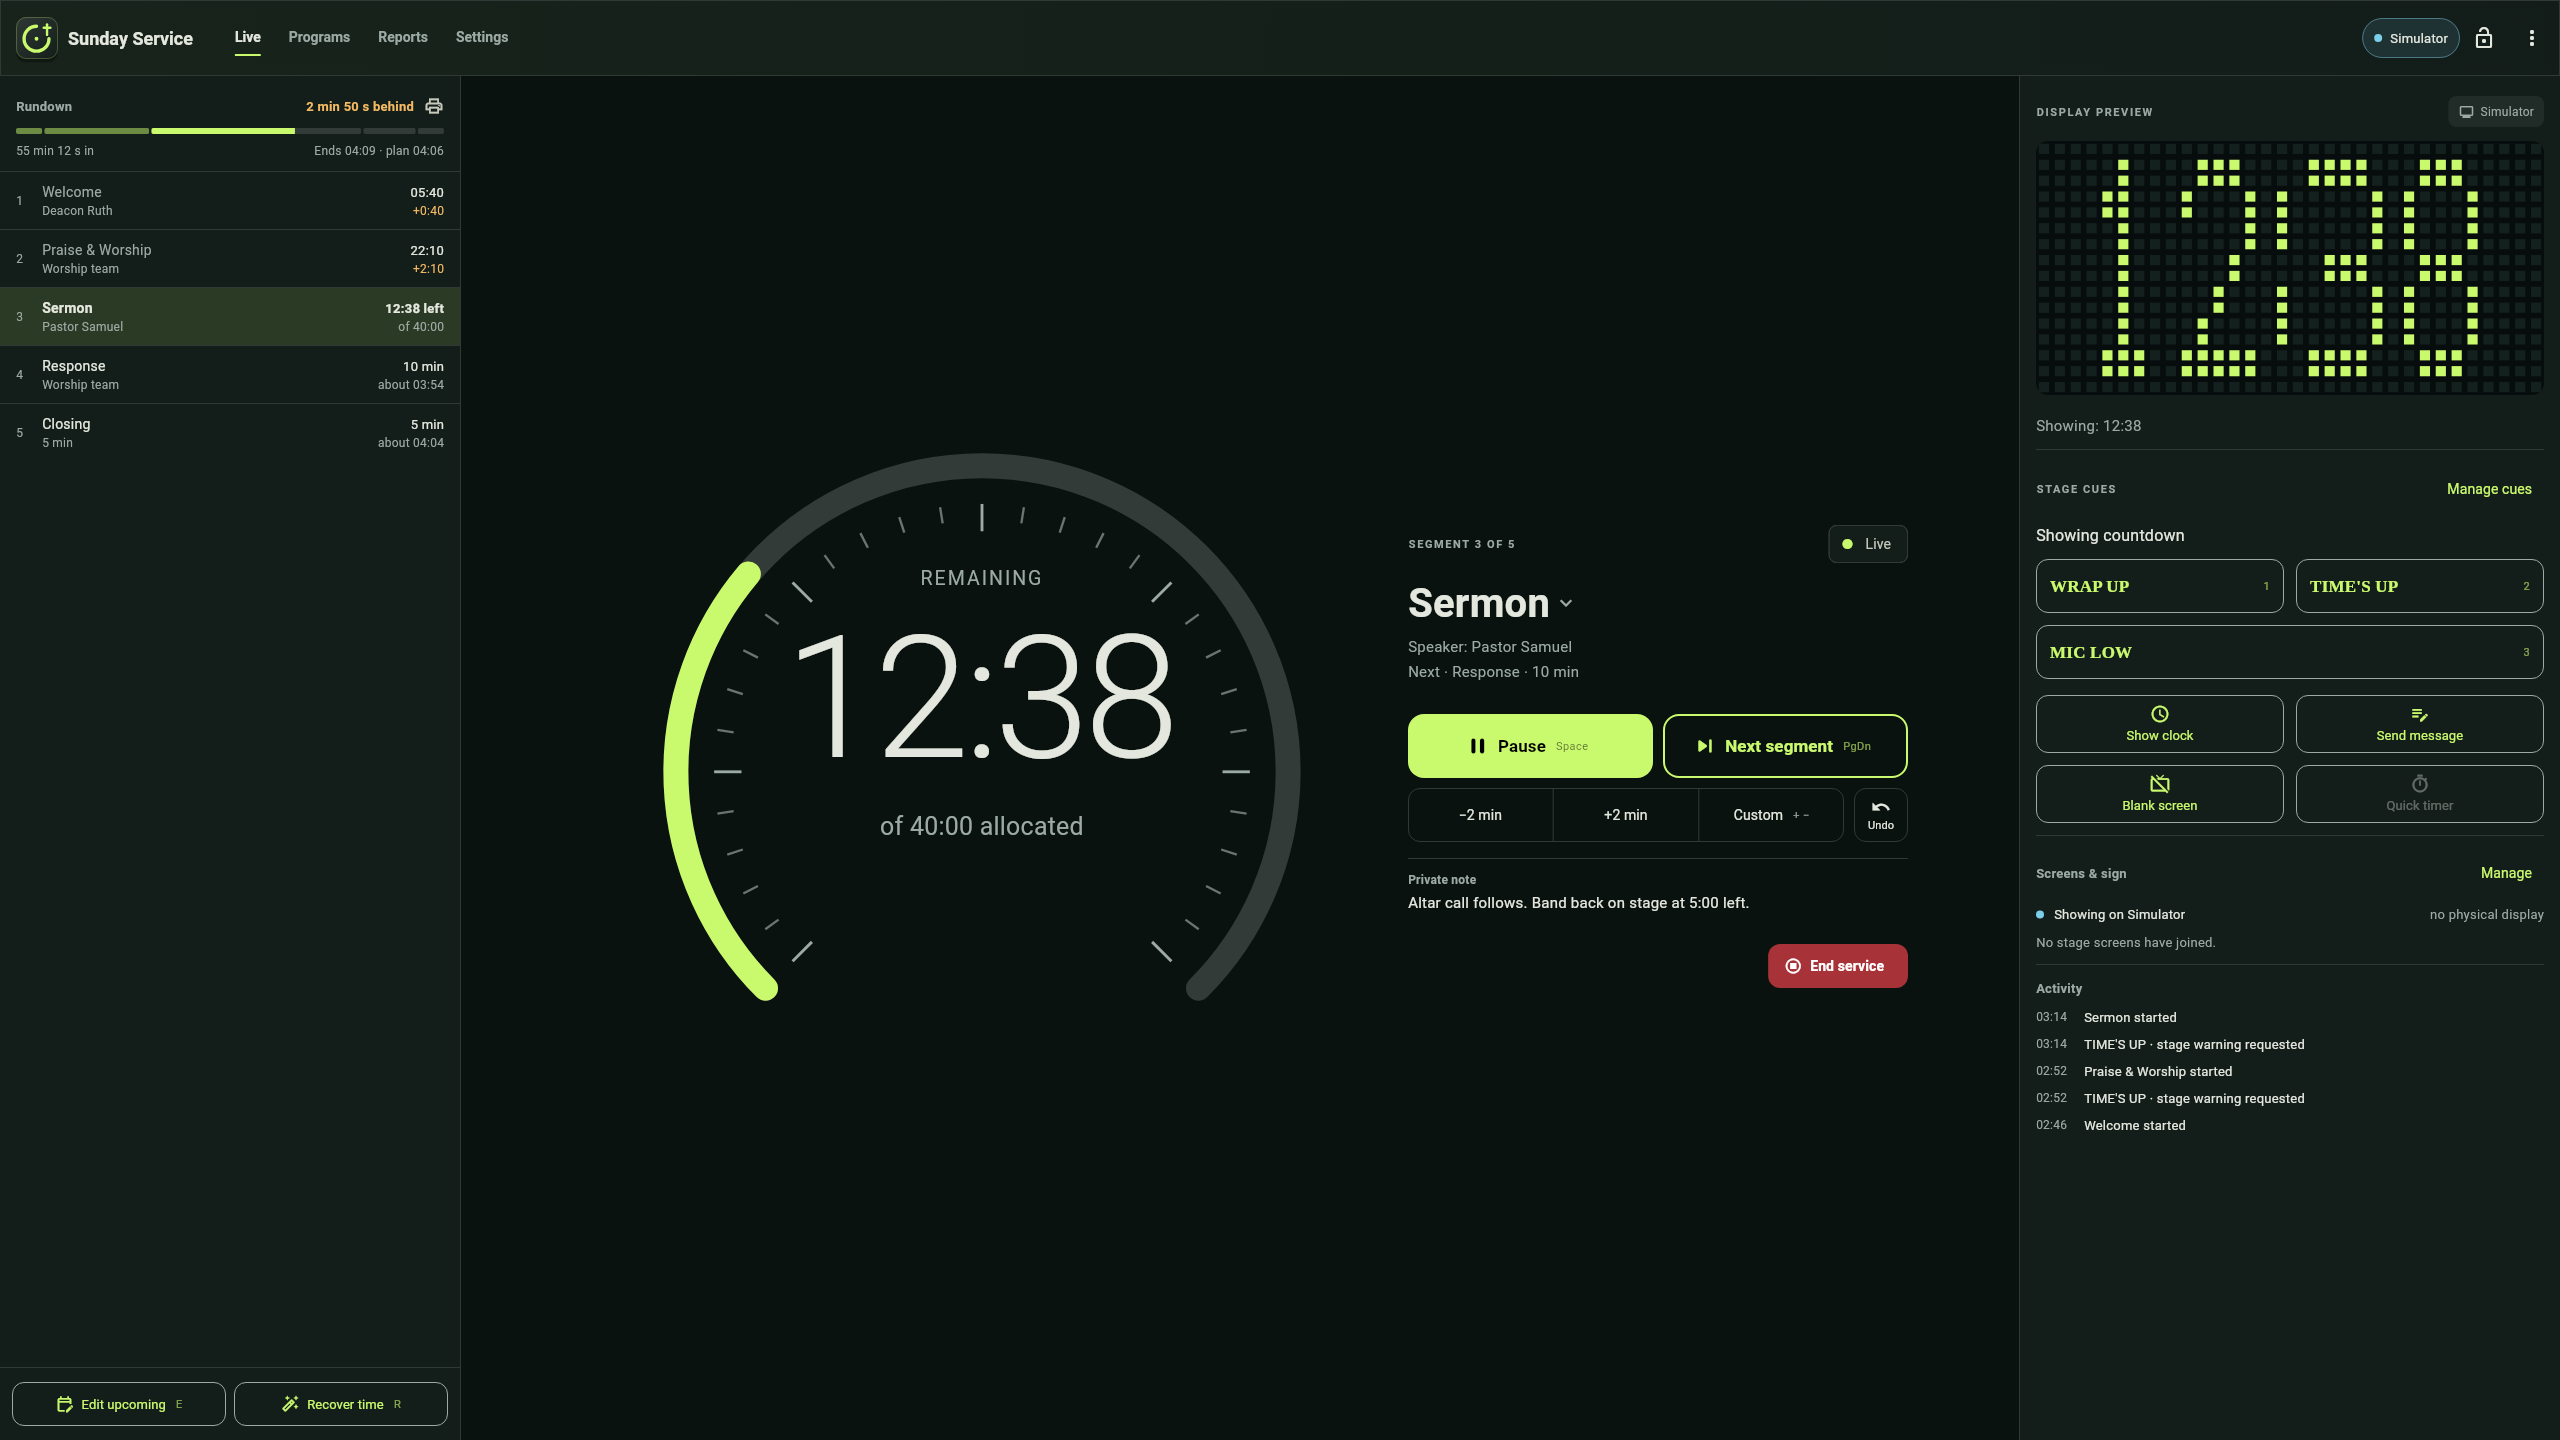 Sunday Service
Live
Programs
Reports
Settings
Simulator
Rundown
2 min 50 s behind
55 min 12 s in
Ends 04:09 · plan 04:06
1
Welcome
05:40
Deacon Ruth
+0:40
2
Praise & Worship
22:10
Worship team
+2:10
3
Sermon
12:38 left
Pastor Samuel
of 40:00
4
Response
10 min
Worship team
about 03:54
5
Closing
5 min
5 min
about 04:04
Edit upcoming E
Recover time R
REMAINING
12:38
of 40:00 allocated
SEGMENT 3 OF 5
Live
Sermon
Speaker: Pastor Samuel
Next · Response · 10 min
Pause Space
Next segment PgDn
−2 min
+2 min
Custom + −
Undo
Private note
Altar call follows. Band back on stage at 5:00 left.
End service
DISPLAY PREVIEW
Simulator
12:38
Showing: 12:38
STAGE CUES
Manage cues
Showing countdown
WRAP UP 1
TIME'S UP 2
MIC LOW 3
Show clock
Send message
Blank screen
Quick timer
Screens & sign
Manage
Showing on Simulator
no physical display
No stage screens have joined.
Activity
03:14 Sermon started
03:14 TIME'S UP · stage warning requested
02:52 Praise & Worship started
02:52 TIME'S UP · stage warning requested
02:46 Welcome started